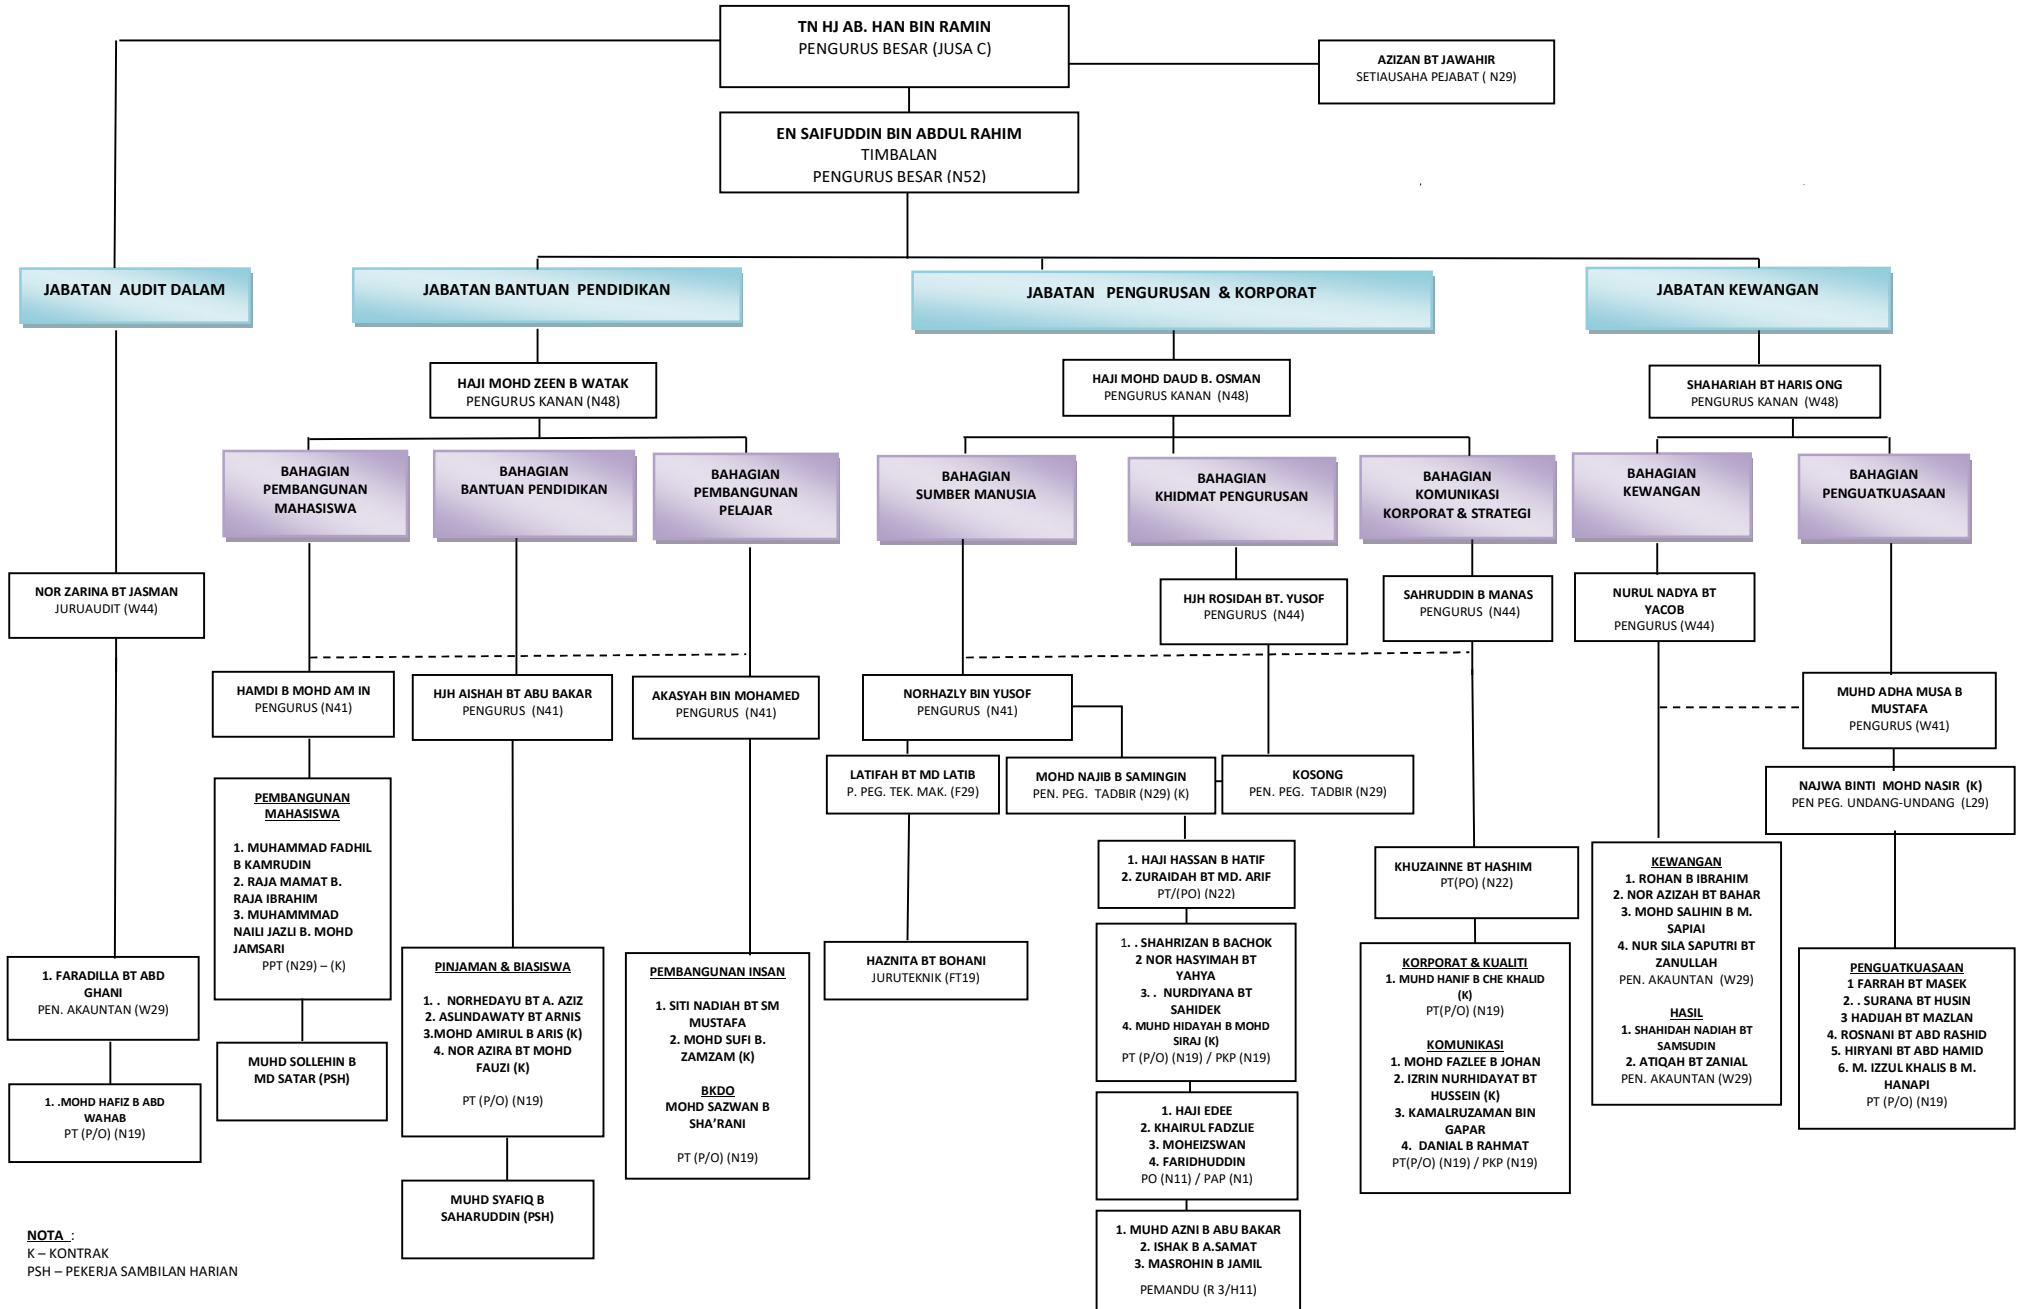 TN HJ AB. HAN BIN RAMIN
PENGURUS BESAR (JUSA C)
AZIZAN BT JAWAHIR
SETIAUSAHA PEJABAT ( N29)
EN SAIFUDDIN BIN ABDUL RAHIM
TIMBALAN
PENGURUS BESAR (N52)
JABATAN AUDIT DALAM
JABATAN BANTUAN PENDIDIKAN
JABATAN PENGURUSAN & KORPORAT
JABATAN KEWANGAN
HAJI MOHD ZEEN B WATAK
PENGURUS KANAN (N48)
HAJI MOHD DAUD B. OSMAN
PENGURUS KANAN (N48)
SHAHARIAH BT HARIS ONG
PENGURUS KANAN (W48)
BAHAGIAN
PEMBANGUNAN
MAHASISWA
BAHAGIAN
BANTUAN PENDIDIKAN
BAHAGIAN
PEMBANGUNAN
PELAJAR
BAHAGIAN
SUMBER MANUSIA
BAHAGIAN
KHIDMAT PENGURUSAN
BAHAGIAN
KOMUNIKASI
KORPORAT & STRATEGI
BAHAGIAN
KEWANGAN
BAHAGIAN
PENGUATKUASAAN
NOR ZARINA BT JASMAN
JURUAUDIT (W44)
HJH ROSIDAH BT. YUSOF
PENGURUS (N44)
SAHRUDDIN B MANAS
PENGURUS (N44)
NURUL NADYA BT
YACOB
PENGURUS (W44)
HAMDI B MOHD AM IN
PENGURUS (N41)
HJH AISHAH BT ABU BAKAR
PENGURUS (N41)
AKASYAH BIN MOHAMED
PENGURUS (N41)
NORHAZLY BIN YUSOF
PENGURUS (N41)
MUHD ADHA MUSA B
MUSTAFA
PENGURUS (W41)
LATIFAH BT MD LATIB
P. PEG. TEK. MAK. (F29)
MOHD NAJIB B SAMINGIN
PEN. PEG. TADBIR (N29) (K)
KOSONG
PEN. PEG. TADBIR (N29)
NAJWA BINTI MOHD NASIR (K)
PEN PEG. UNDANG-UNDANG (L29)
PEMBANGUNAN
MAHASISWA
1. MUHAMMAD FADHIL
B KAMRUDIN
2. RAJA MAMAT B.
RAJA IBRAHIM
3. MUHAMMMAD
NAILI JAZLI B. MOHD
JAMSARI
PPT (N29) – (K)
1. HAJI HASSAN B HATIF
2. ZURAIDAH BT MD. ARIF
PT/(PO) (N22)
KHUZAINNE BT HASHIM
PT(PO) (N22)
KEWANGAN
1. ROHAN B IBRAHIM
2. NOR AZIZAH BT BAHAR
3. MOHD SALIHIN B M.
SAPIAI
4. NUR SILA SAPUTRI BT
ZANULLAH
PEN. AKAUNTAN (W29)
HASIL
1. SHAHIDAH NADIAH BT
SAMSUDIN
2. ATIQAH BT ZANIAL
PEN. AKAUNTAN (W29)
1. FARADILLA BT ABD
GHANI
PEN. AKAUNTAN (W29)
PINJAMAN & BIASISWA
1. . NORHEDAYU BT A. AZIZ
2. ASLINDAWATY BT ARNIS
3.MOHD AMIRUL B ARIS (K)
4. NOR AZIRA BT MOHD
FAUZI (K)
PT (P/O) (N19)
PEMBANGUNAN INSAN
1. SITI NADIAH BT SM
MUSTAFA
2. MOHD SUFI B.
ZAMZAM (K)
BKDO
MOHD SAZWAN B
SHA'RANI
PT (P/O) (N19)
HAZNITA BT BOHANI
JURUTEKNIK (FT19)
1. . SHAHRIZAN B BACHOK
2 NOR HASYIMAH BT
YAHYA
3. . NURDIYANA BT
SAHIDEK
4. MUHD HIDAYAH B MOHD
SIRAJ (K)
PT (P/O) (N19) / PKP (N19)
KORPORAT & KUALITI
1. MUHD HANIF B CHE KHALID
(K)
PT(P/O) (N19)
KOMUNIKASI
1. MOHD FAZLEE B JOHAN
2. IZRIN NURHIDAYAT BT
HUSSEIN (K)
3. KAMALRUZAMAN BIN
GAPAR
4. DANIAL B RAHMAT
PT(P/O) (N19) / PKP (N19)
PENGUATKUASAAN
1 FARRAH BT MASEK
2. . SURANA BT HUSIN
3 HADIJAH BT MAZLAN
4. ROSNANI BT ABD RASHID
5. HIRYANI BT ABD HAMID
6. M. IZZUL KHALIS B M.
HANAPI
PT (P/O) (N19)
MUHD SOLLEHIN B
MD SATAR (PSH)
1. .MOHD HAFIZ B ABD
WAHAB
PT (P/O) (N19)
1. HAJI EDEE
2. KHAIRUL FADZLIE
3. MOHEIZSWAN
4. FARIDHUDDIN
PO (N11) / PAP (N1)
MUHD SYAFIQ B
SAHARUDDIN (PSH)
1. MUHD AZNI B ABU BAKAR
2. ISHAK B A.SAMAT
3. MASROHIN B JAMIL
PEMANDU (R 3/H11)
NOTA :
K – KONTRAK
PSH – PEKERJA SAMBILAN HARIAN